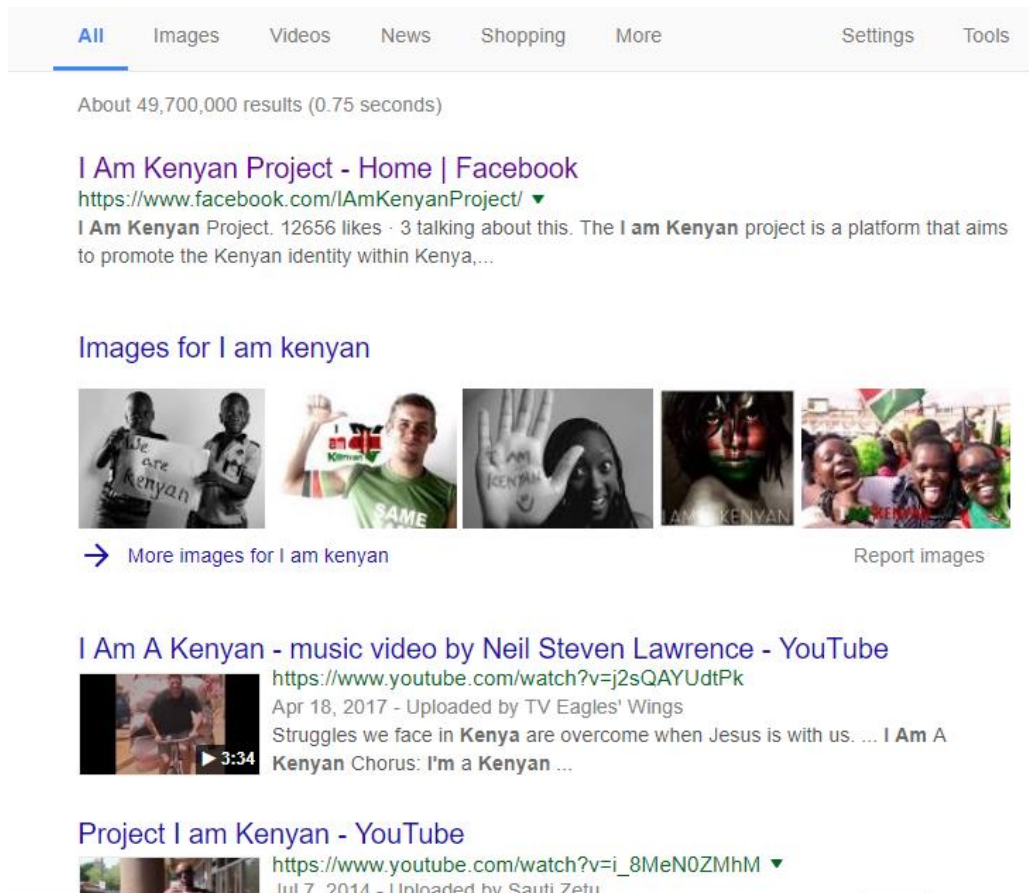 All Images Videos News Shopping More Settings Tools
About 49,700,000 results (0.75 seconds)
I Am Kenyan Project - Home | Facebook
https://www.facebook.com/IAmKenyanProject/ ▼
I Am Kenyan Project. 12656 likes · 3 talking about this. The I am Kenyan project is a platform that aims
to promote the Kenyan identity within Kenya,...
Images for I am kenyan
We
are
Kenyan
I
am
Kenyan
SAME
I AM
KENYAN
I AM KENYAN
→ More images for I am kenyan Report images
I Am A Kenyan - music video by Neil Steven Lawrence - YouTube
https://www.youtube.com/watch?v=j2sQAYUdtPk
Apr 18, 2017 - Uploaded by TV Eagles' Wings
Struggles we face in Kenya are overcome when Jesus is with us. ... I Am A
▶ 3:34 Kenyan Chorus: I'm a Kenyan ...
Project I am Kenyan - YouTube
https://www.youtube.com/watch?v=i_8MeN0ZMhM ▼
Jul 7, 2014 - Uploaded by Sauti Zetu